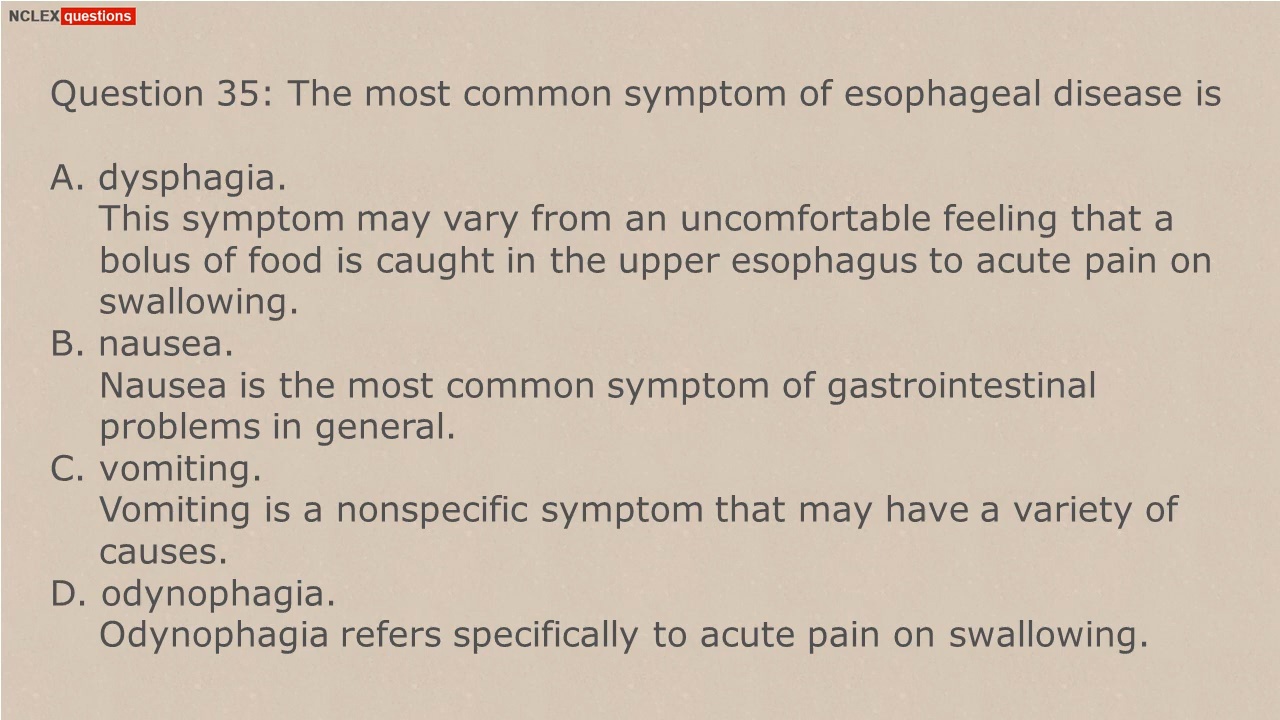 NCLEX questions
Question 35: The most common symptom of esophageal disease is
A. dysphagia.
This symptom may vary from an uncomfortable feeling that a
bolus of food is caught in the upper esophagus to acute pain on
swallowing.
B. nausea.
Nausea is the most common symptom of gastrointestinal
problems in general.
C. vomiting.
Vomiting is a nonspecific symptom that may have a variety of
causes.
D. odynophagia.
Odynophagia refers specifically to acute pain on swallowing.